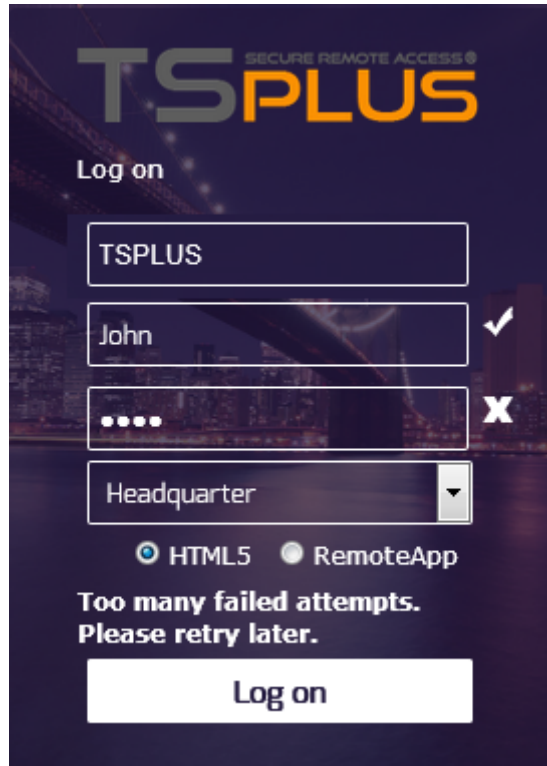 SECURE REMOTE ACCESS®
TSPLUS
Log on
TSPLUS
John
••••
Headquarter
HTML5 RemoteApp
Too many failed attempts.
Please retry later.
Log on